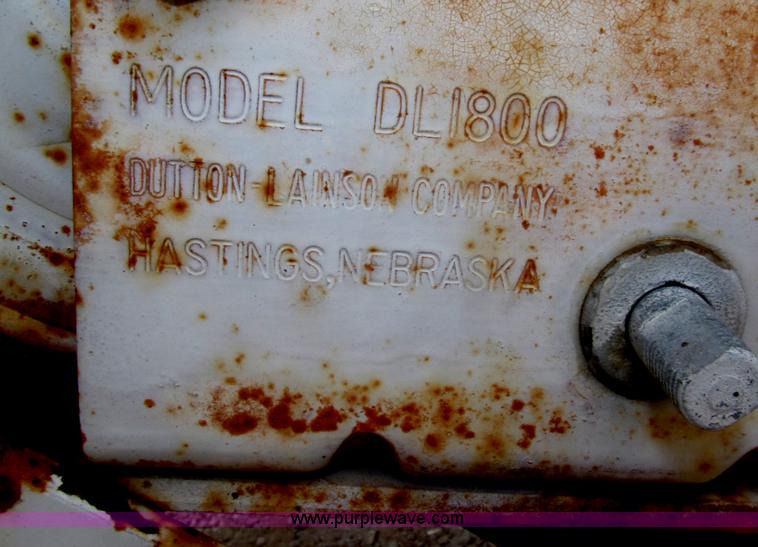 MODEL DL1800
DUTTON-LAINSON COMPANY
HASTINGS, NEBRASKA
www.purplewave.com